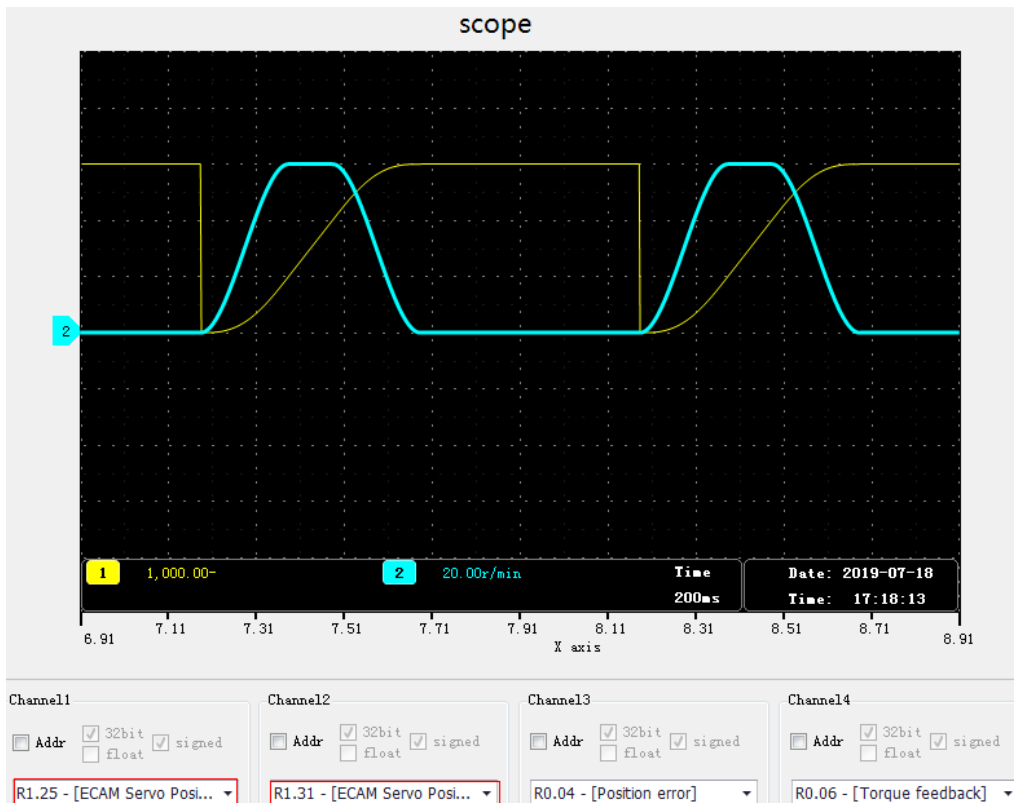 scope
2
1 1,000.00- 2 20.00r/min Time Date: 2019-07-18
200ms Time: 17:18:13
6.91 7.11 7.31 7.51 7.71 7.91 8.11 8.31 8.51 8.71 8.91
X axis
Channel1 Channel2 Channel3 Channel4
Addr 32bit float signed Addr 32bit float signed Addr 32bit float signed Addr 32bit float signed
R1.25 - [ECAM Servo Posi... R1.31 - [ECAM Servo Posi... R0.04 - [Position error] R0.06 - [Torque feedback]